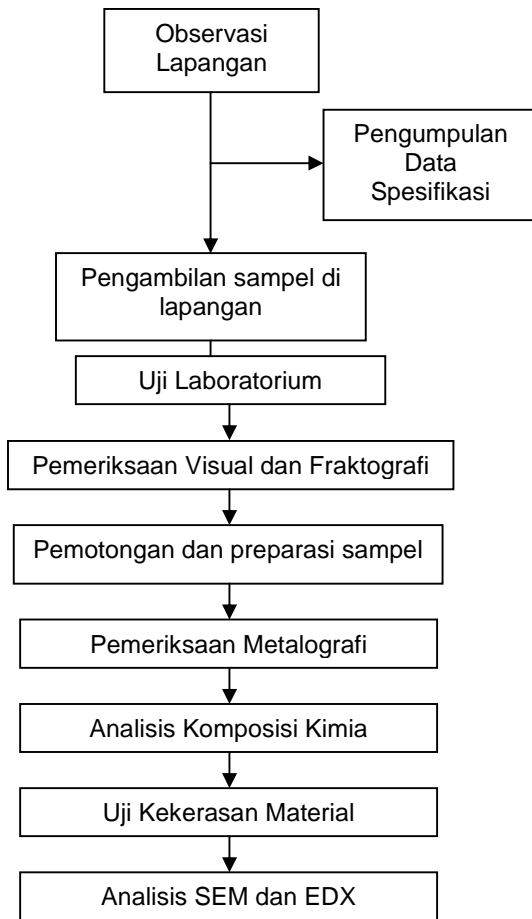 Observasi
Lapangan
Pengumpulan
Data
Spesifikasi
Pengambilan sampel di
lapangan
Uji Laboratorium
Pemeriksaan Visual dan Fraktografi
Pemotongan dan preparasi sampel
Pemeriksaan Metalografi
Analisis Komposisi Kimia
Uji Kekerasan Material
Analisis SEM dan EDX